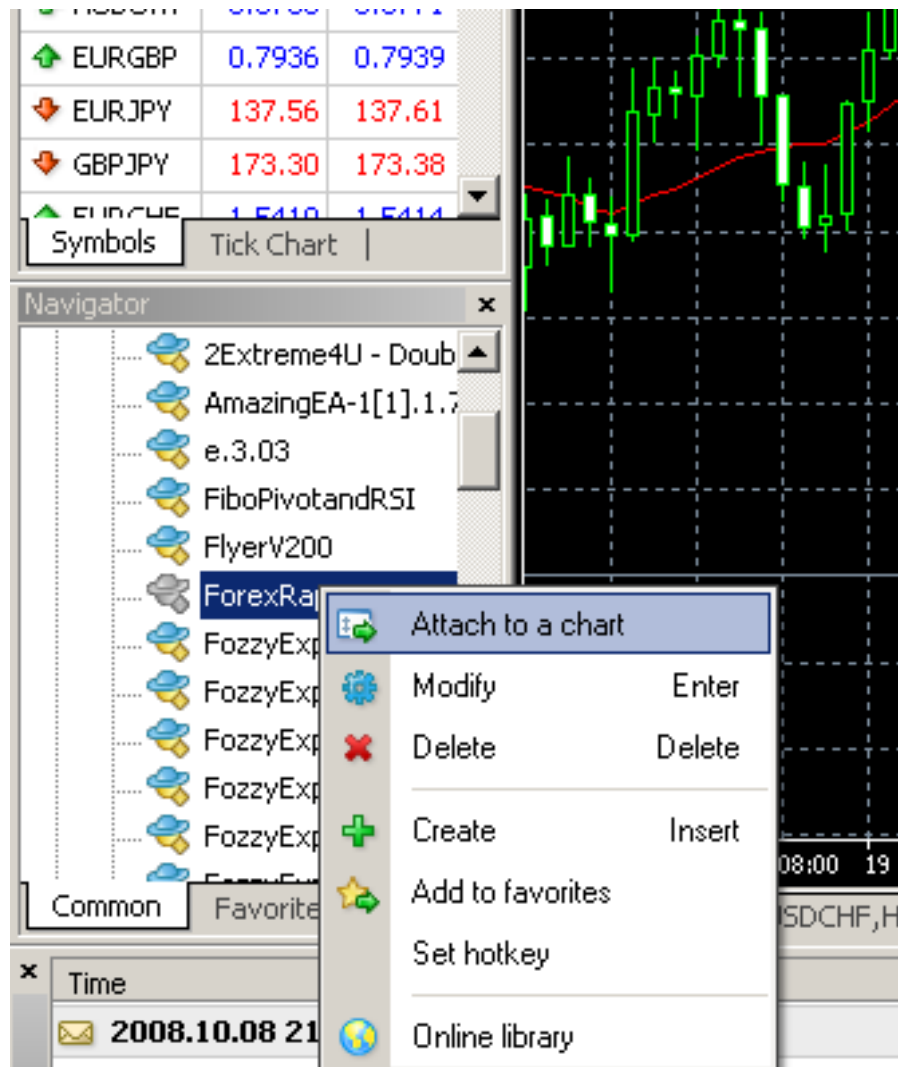 EURGBP 0.7936 0.7939
EURJPY 137.56 137.61
GBPJPY 173.30 173.38
Symbols Tick Chart
Navigator
2Extreme4U - Doub
AmazingEA-1[1].1.7
e.3.03
FiboPivotandRSI
FlyerV200
ForexRap
FozzyExp
FozzyExp
FozzyExp
FozzyExp
FozzyExp
Common Favorite
Attach to a chart
Modify Enter
Delete Delete
Create Insert
Add to favorites
Set hotkey
Online library
08:00 19
SDCHF,H
Time
2008.10.08 21